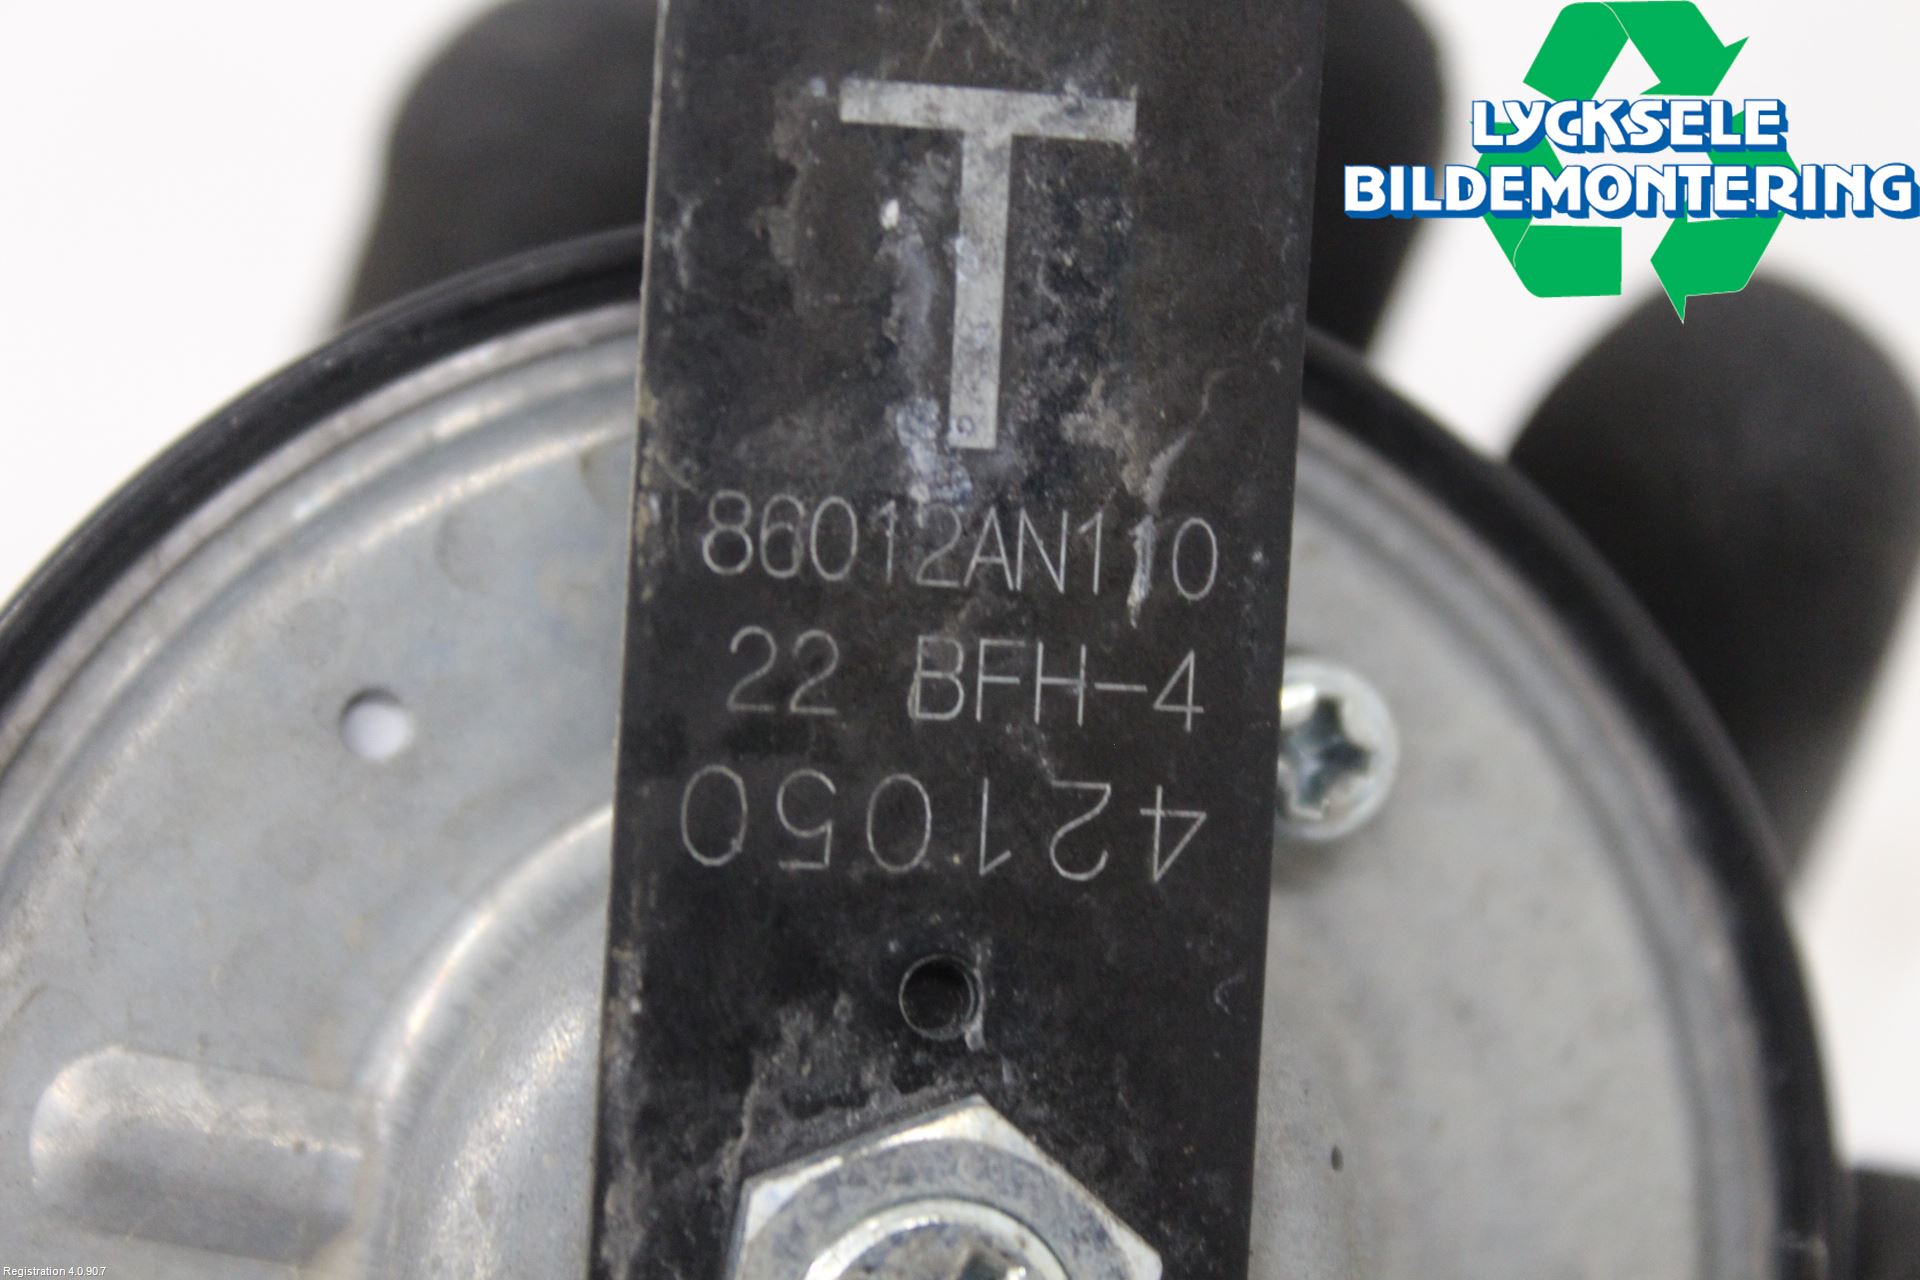 LYCKSELE
BILDEMONTERING
T
86012AN110
22 BFH-4
421050
Registration 4.0.90.7